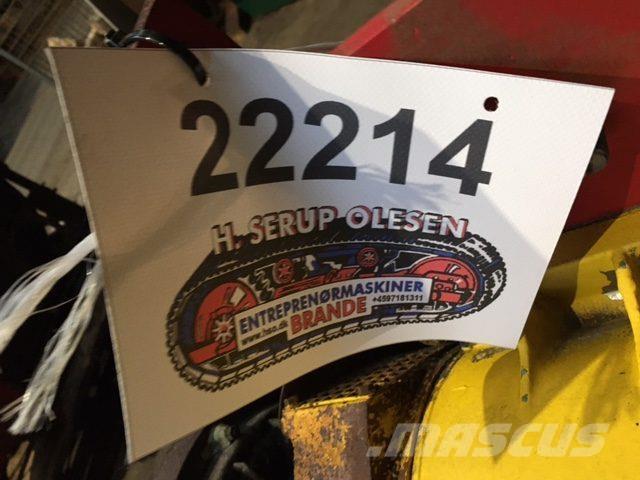 22214
H. SERUP OLESEN
ENTREPRENØRMASKINER
www.hso.dk BRANDE +4597181311
MASCUS